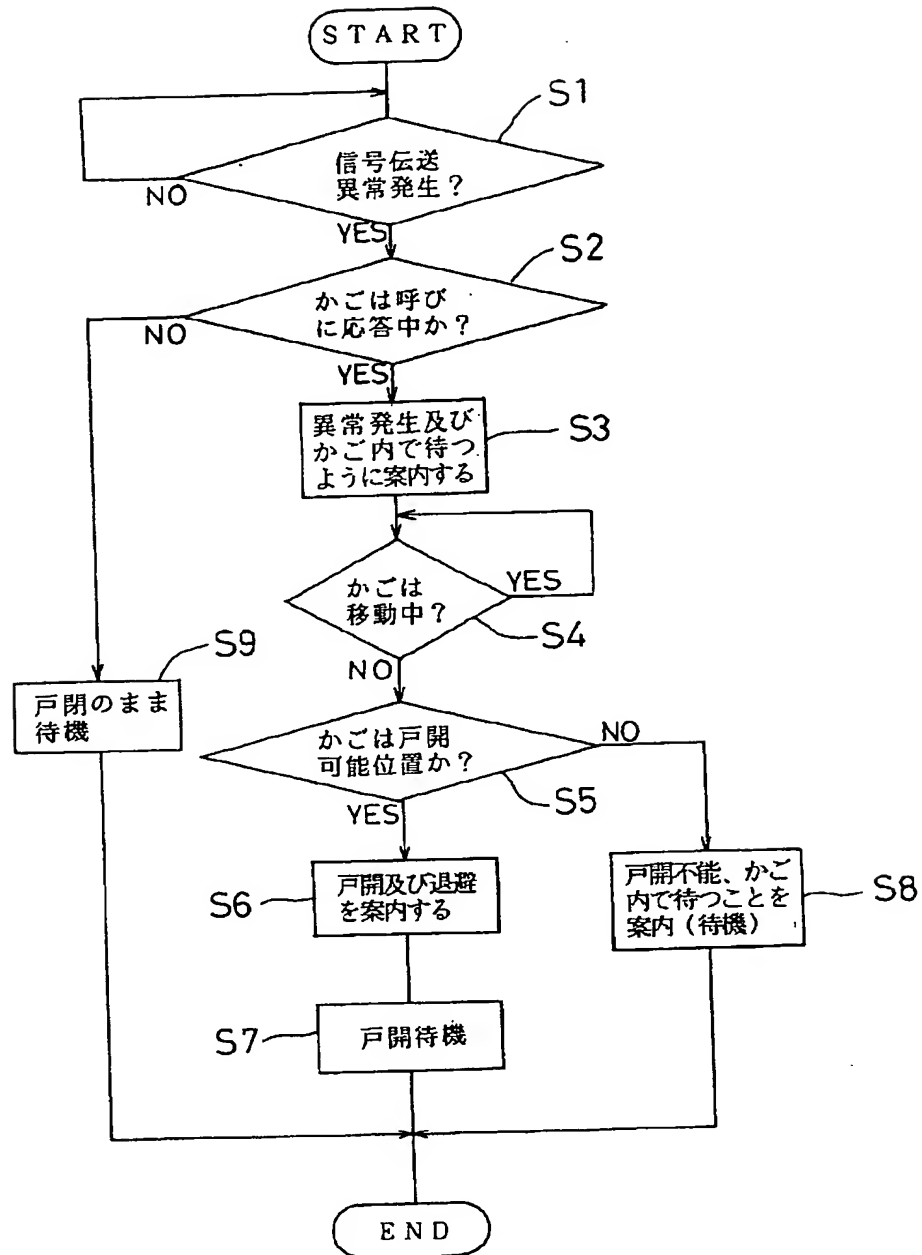 START
S1
信号伝送
異常発生？
NO
YES
S2
かごは呼び
に応答中か？
NO
YES
異常発生及び
かご内で待つ
ように案内する
S3
かごは
移動中？
YES
S4
NO
S9
戸閉のまま
待機
かごは戸開
可能位置か？
NO
S5
YES
戸開及び退避
を案内する
S6
戸開不能、かご
内で待つことを
案内（待機）
S8
S7
戸開待機
END